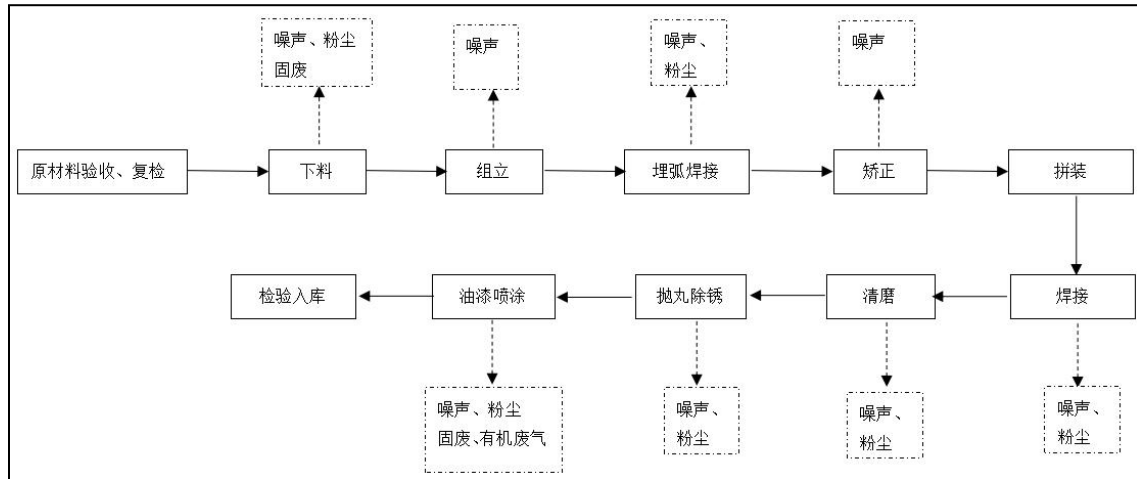 噪声、粉尘
固废
噪声
噪声、
粉尘
噪声
原材料验收、复检
下料
组立
埋弧焊接
矫正
拼装
检验入库
油漆喷涂
抛丸除锈
清磨
焊接
噪声、粉尘
固废、有机废气
噪声、
粉尘
噪声、
粉尘
噪声、
粉尘